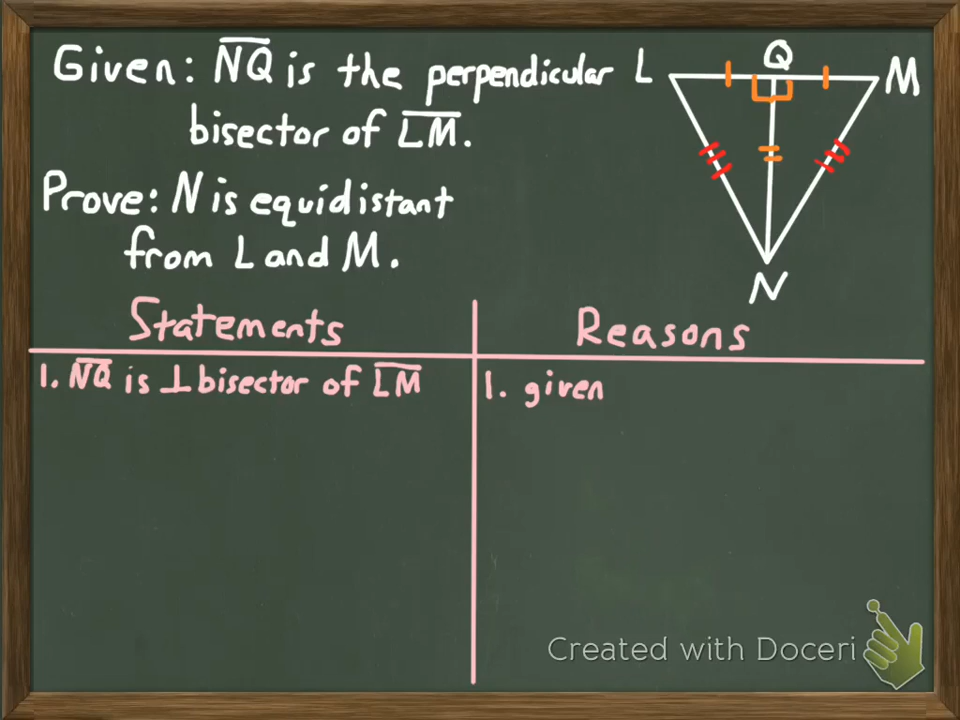 Given: NQ is the perpendicular
bisector of LM.
Prove: N is equidistant
from L and M.
L Q M
N
Statements Reasons
1. NQ is ⊥ bisector of LM 1. given
Created with Doceri